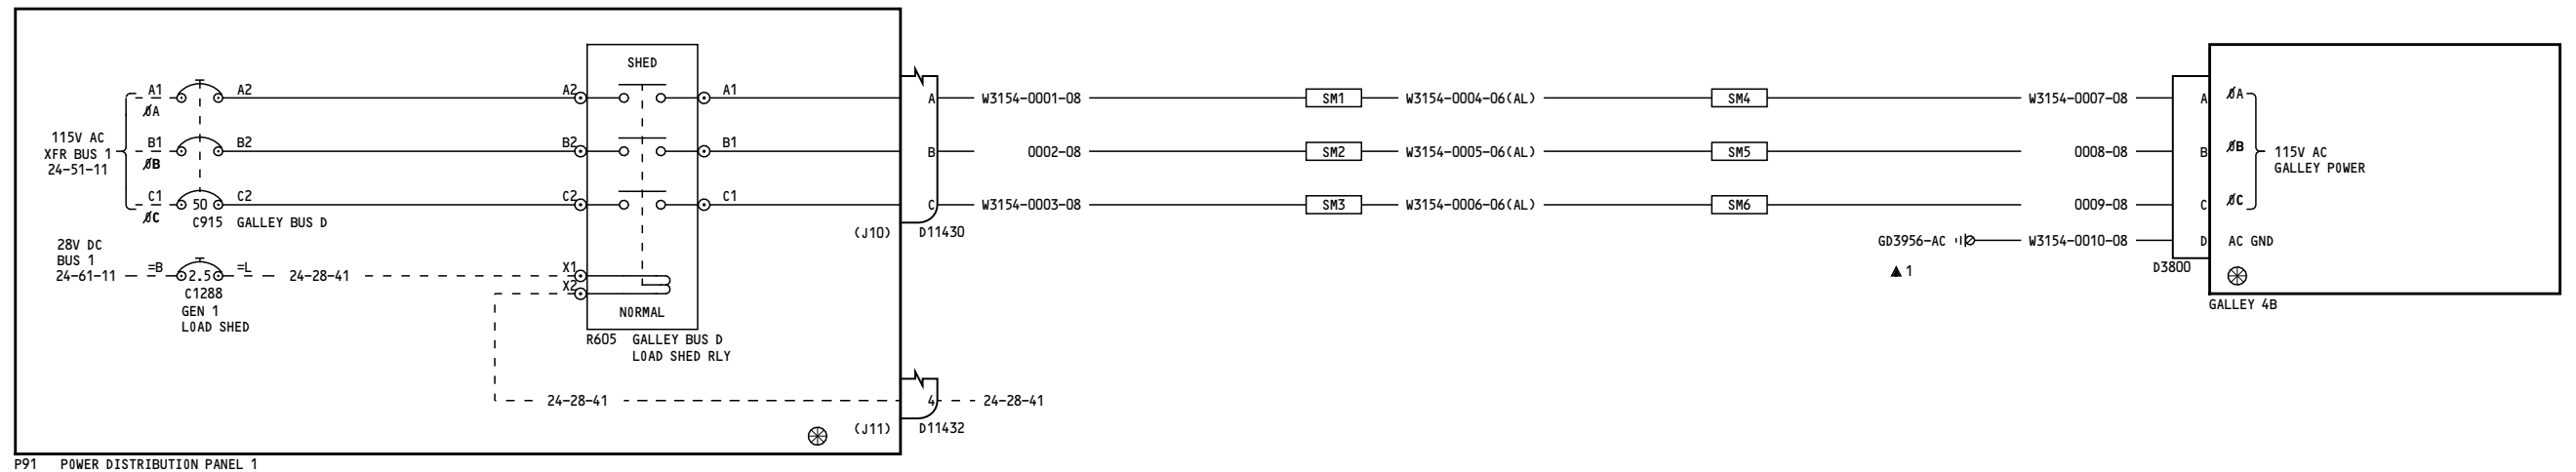 SHED
A1 A2 A2 A1
ØA
A W3154-0001-08 SM1 W3154-0004-06(AL) SM4 W3154-0007-08 A ØA
115V AC
XFR BUS 1
24-51-11
B1 B2 B2 B1
ØB
B 0002-08 SM2 W3154-0005-06(AL) SM5 0008-08 B ØB
115V AC
GALLEY POWER
C1 50 C2 C2 C1
ØC
C W3154-0003-08 SM3 W3154-0006-06(AL) SM6 0009-08 C ØC
C915 GALLEY BUS D
(J10) D11430
GD3956-AC W3154-0010-08 D AC GND
1
D3800
GALLEY 4B
28V DC
BUS 1
24-61-11 =B 2.5 =L 24-28-41 X1
X2
C1288
GEN 1
LOAD SHED
NORMAL
R605 GALLEY BUS D
LOAD SHED RLY
24-28-41 4 24-28-41
(J11) D11432
P91 POWER DISTRIBUTION PANEL 1